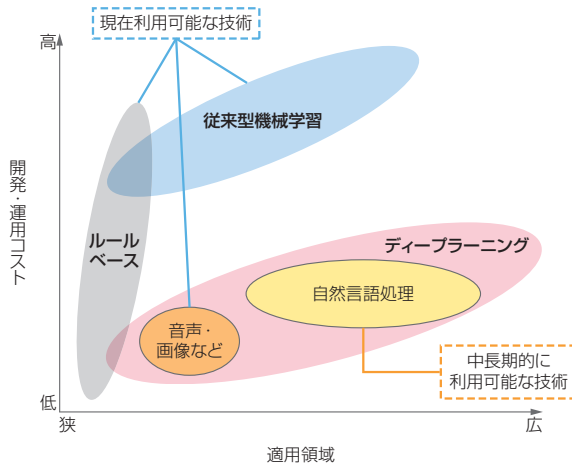 現在利用可能な技術
高
従来型機械学習
開発・運用コスト
ルール
ベース
ディープラーニング
自然言語処理
音声・
画像など
中長期的に
利用可能な技術
低
狭
広
適用領域